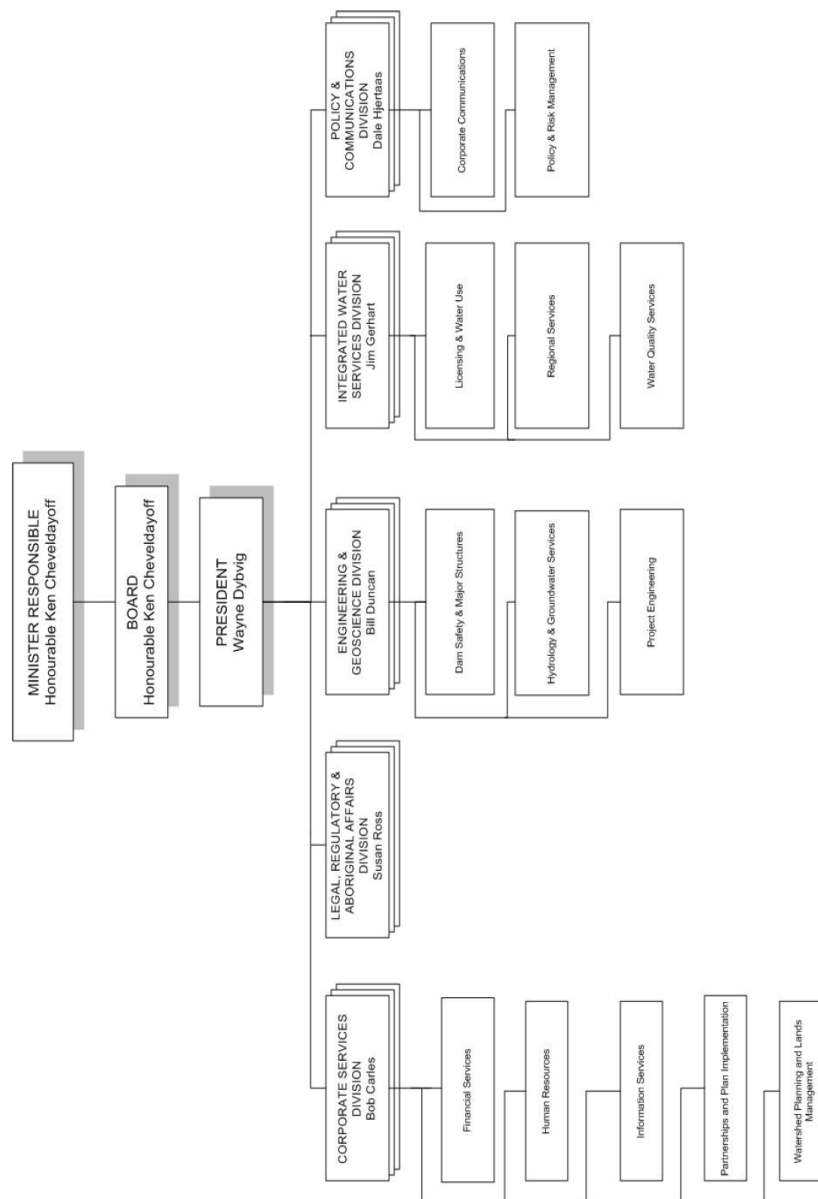 MINISTER RESPONSIBLE
Honourable Ken Cheveldayoff
BOARD
Honourable Ken Cheveldayoff
PRESIDENT
Wayne Dybvig
CORPORATE SERVICES
DIVISION
Bob Carles
Financial Services
Human Resources
Information Services
Partnerships and Plan Implementation
Watershed Planning and Lands
Management
LEGAL, REGULATORY &
ABORIGINAL AFFAIRS
DIVISION
Susan Ross
ENGINEERING &
GEOSCIENCE DIVISION
Bill Duncan
Dam Safety & Major Structures
Hydrology & Groundwater Services
Project Engineering
INTEGRATED WATER
SERVICES DIVISION
Jim Gerhart
Licensing & Water Use
Regional Services
Water Quality Services
POLICY &
COMMUNICATIONS
DIVISION
Dale Hjertaas
Corporate Communications
Policy & Risk Management